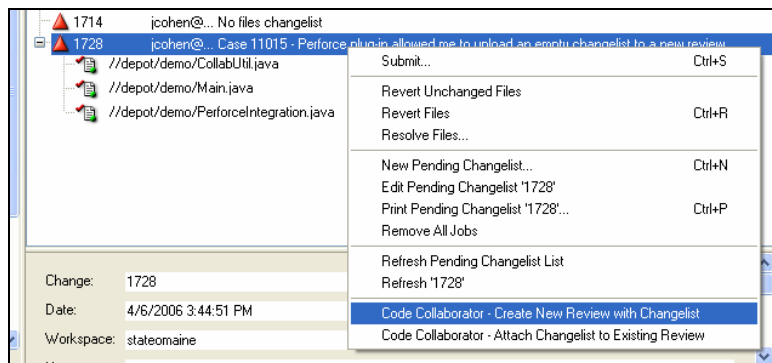 1714 jcohen@... No files changelist
1728 jcohen@... Case 11015 - Perforce plug-in allowed me to upload an empty changelist to a new review
//depot/demo/CollabUtil.java
//depot/demo/Main.java
//depot/demo/PerforceIntegration.java
Submit... Ctrl+S
Revert Unchanged Files
Revert Files Ctrl+R
Resolve Files...
New Pending Changelist... Ctrl+N
Edit Pending Changelist '1728'
Print Pending Changelist '1728'... Ctrl+P
Remove All Jobs
Refresh Pending Changelist List
Refresh '1728'
Code Collaborator - Create New Review with Changelist
Code Collaborator - Attach Changelist to Existing Review
Change: 1728
Date: 4/6/2006 3:44:51 PM
Workspace: stateomaine